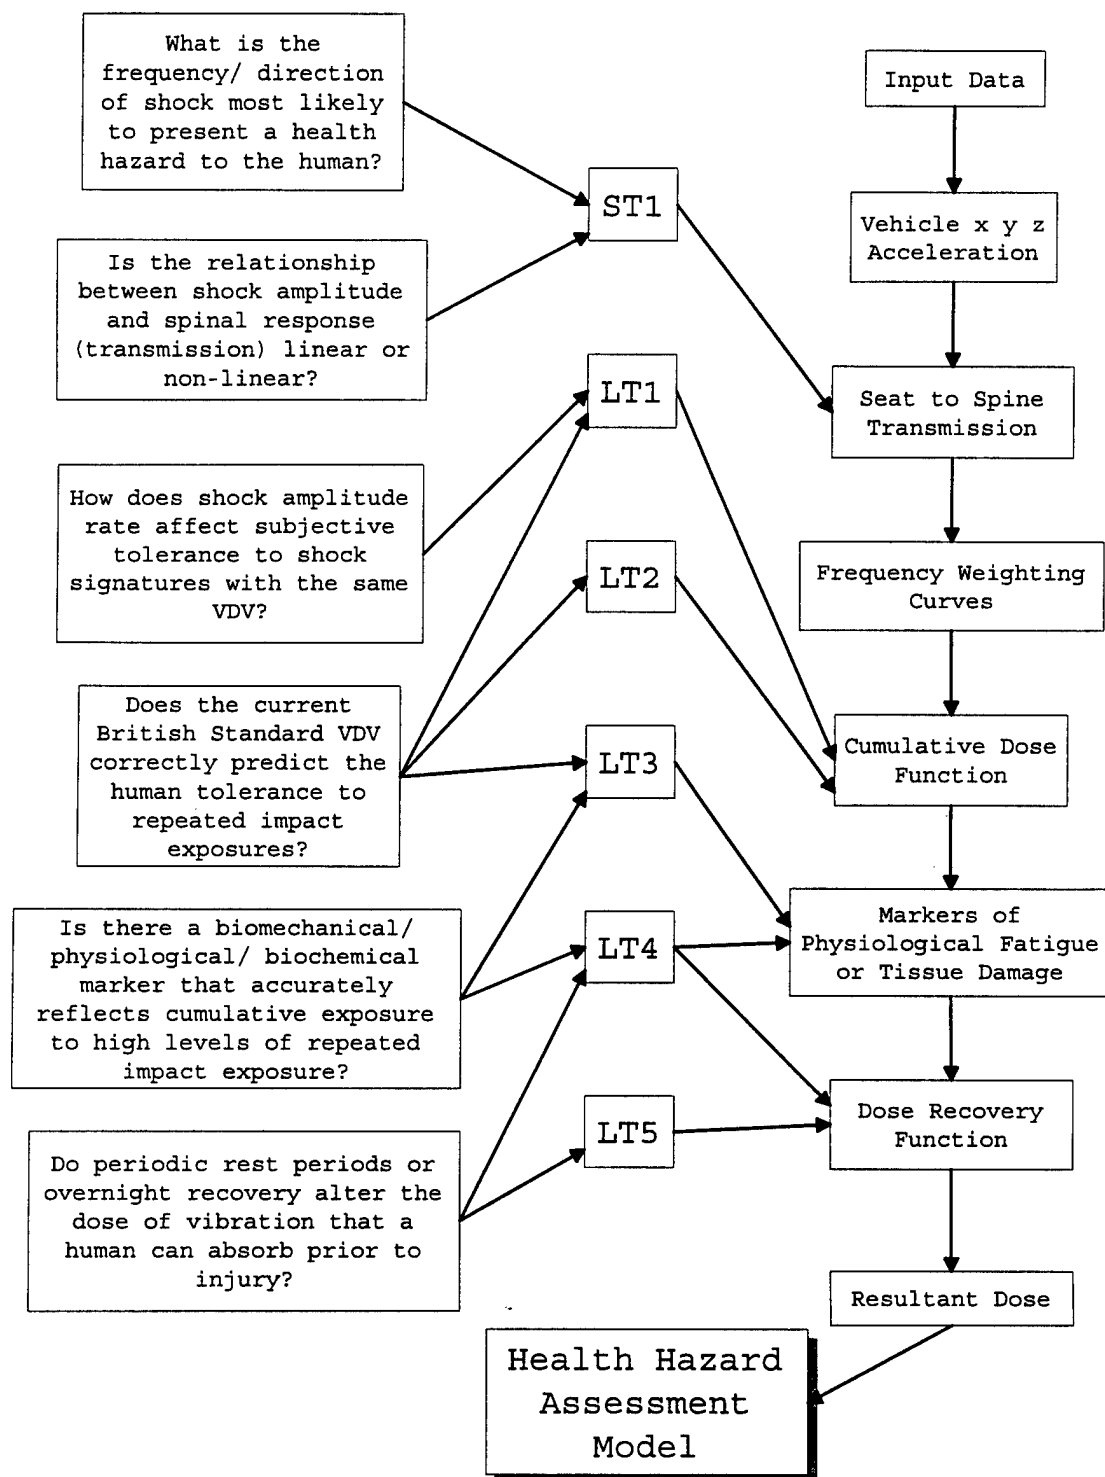 What is the
frequency/ direction
of shock most likely
to present a health
hazard to the human?
Is the relationship
between shock amplitude
and spinal response
(transmission) linear or
non-linear?
How does shock amplitude
rate affect subjective
tolerance to shock
signatures with the same
VDV?
Does the current
British Standard VDV
correctly predict the
human tolerance to
repeated impact
exposures?
Is there a biomechanical/
physiological/ biochemical
marker that accurately
reflects cumulative exposure
to high levels of repeated
impact exposure?
Do periodic rest periods or
overnight recovery alter the
dose of vibration that a
human can absorb prior to
injury?
ST1
LT1
LT2
LT3
LT4
LT5
Input Data
Vehicle x y z
Acceleration
Seat to Spine
Transmission
Frequency Weighting
Curves
Cumulative Dose
Function
Markers of
Physiological Fatigue
or Tissue Damage
Dose Recovery
Function
Resultant Dose
Health Hazard
Assessment
Model